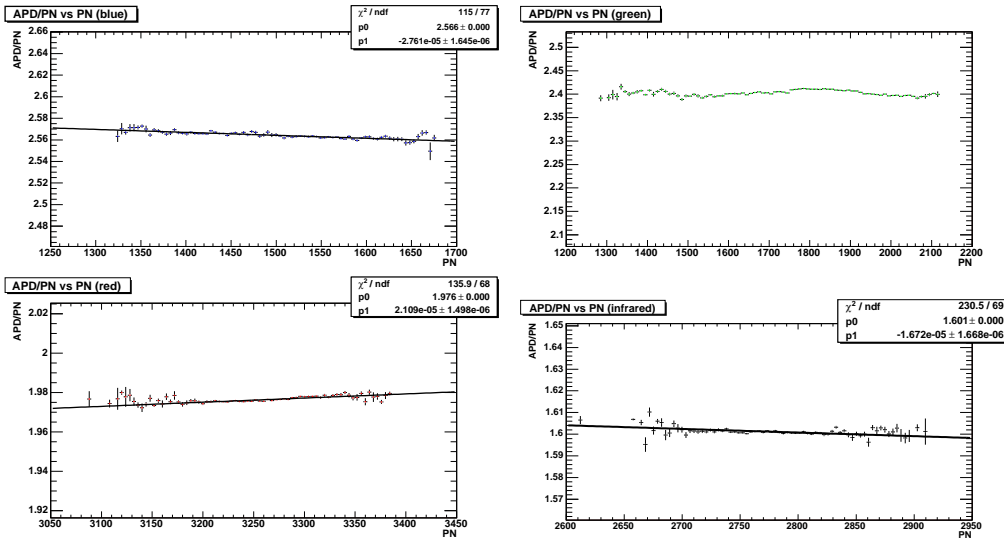 APD/PN vs PN (blue)
χ² / ndf 115 / 77
p0 2.566 ± 0.000
p1 -2.761e-05 ± 1.645e-06
APD/PN
2.66
2.64
2.62
2.6
2.58
2.56
2.54
2.52
2.5
2.48
1250 1300 1350 1400 1450 1500 1550 1600 1650 1700
PN
APD/PN vs PN (green)
APD/PN
2.5
2.45
2.4
2.35
2.3
2.25
2.2
2.15
2.1
1200 1300 1400 1500 1600 1700 1800 1900 2000 2100 2200
PN
APD/PN vs PN (red)
χ² / ndf 135.9 / 68
p0 1.976 ± 0.000
p1 2.109e-05 ± 1.498e-06
APD/PN
2.02
2
1.98
1.96
1.94
1.92
3050 3100 3150 3200 3250 3300 3350 3400 3450
PN
APD/PN vs PN (infrared)
χ² / ndf 230.5 / 69
p0 1.601 ± 0.000
p1 -1.672e-05 ± 1.668e-06
APD/PN
1.65
1.64
1.63
1.62
1.61
1.6
1.59
1.58
1.57
2600 2650 2700 2750 2800 2850 2900 2950
PN